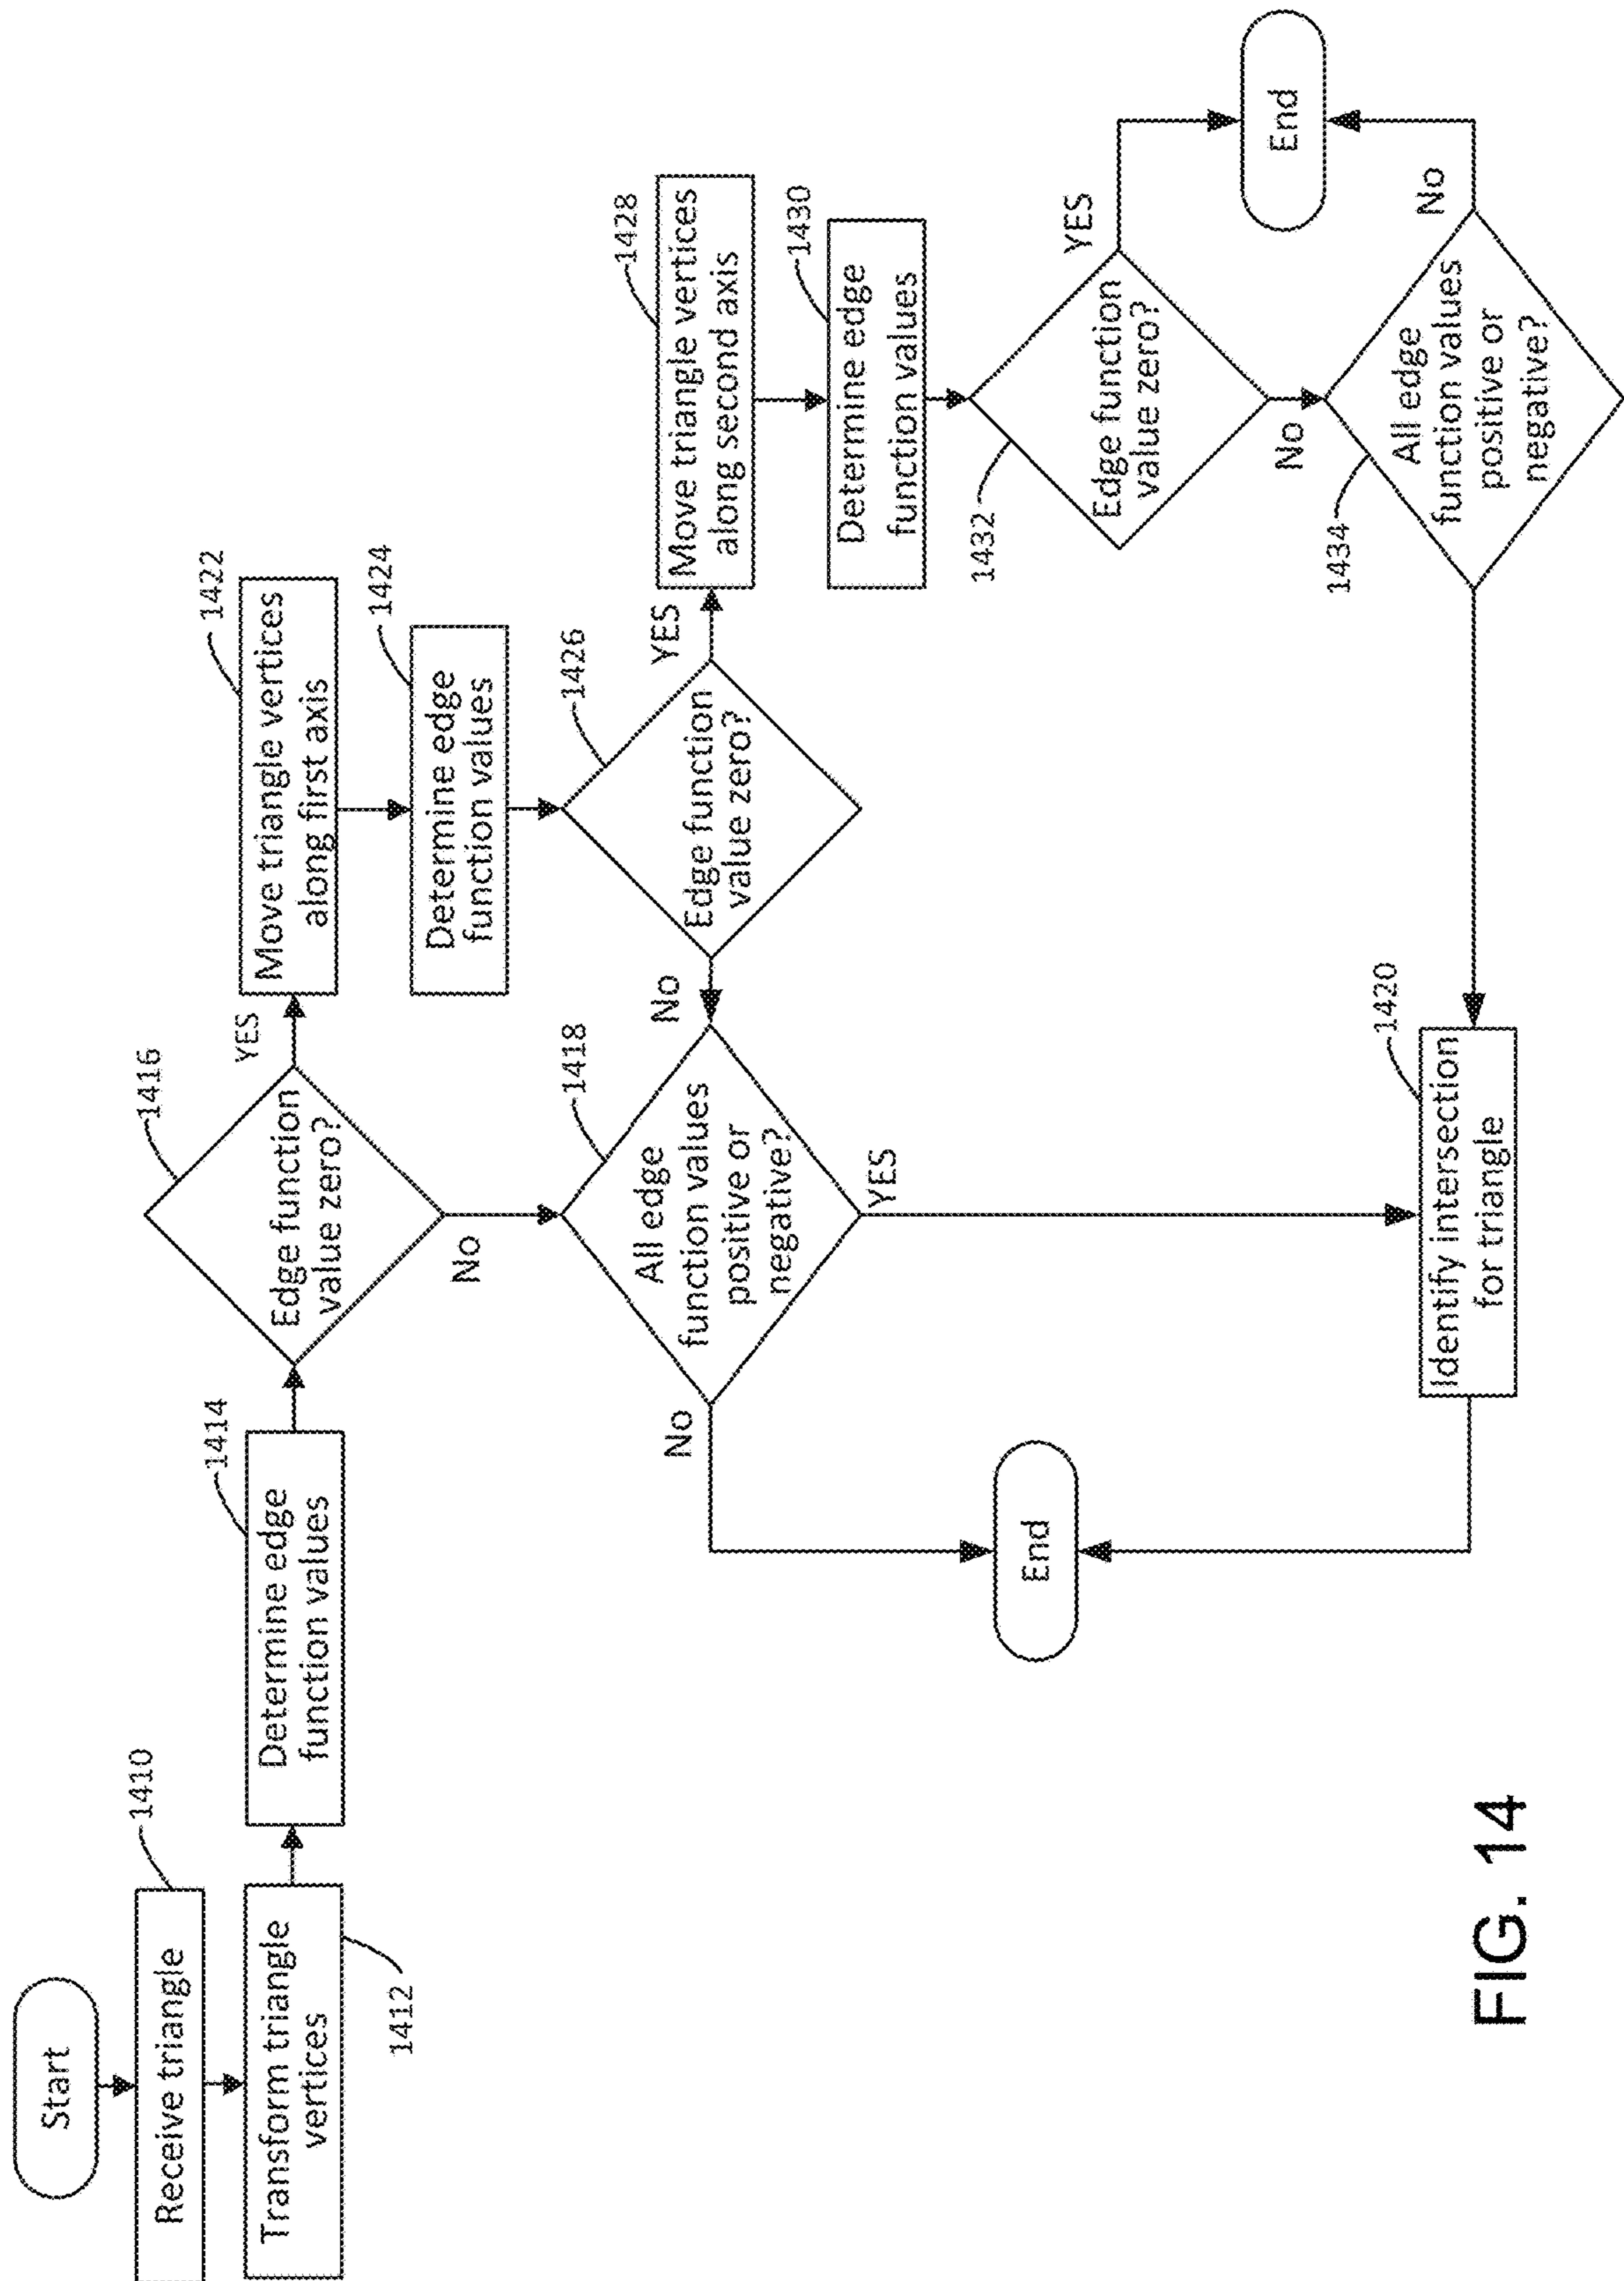 Start
1410
Receive triangle
Transform triangle
vertices
1412
1414
Determine edge
function values
1416
Edge function
value zero?
YES
No
1422
Move triangle vertices
along first axis
1424
Determine edge
function values
1426
Edge function
value zero?
No
YES
1418
All edge
function values
positive or
negative?
No
YES
End
1428
Move triangle vertices
along second axis
1430
Determine edge
function values
1432
Edge function
value zero?
YES
No
1434
All edge
function values
positive or
negative?
No
End
1420
Identify intersection
for triangle
FIG. 14